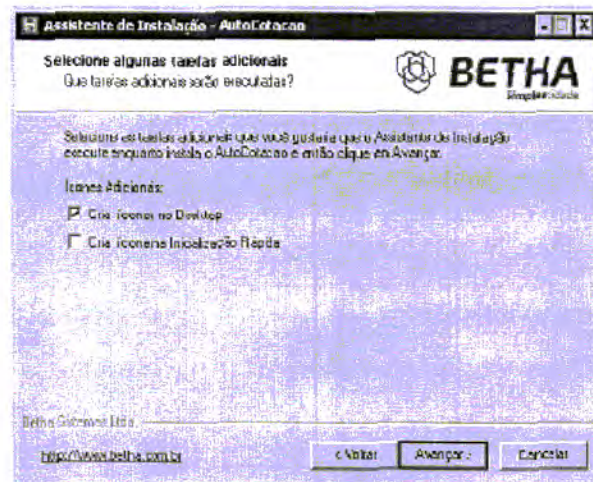 Assistente de Instalação - AutoCotacao
Selecione algumas tarefas adicionais
Que tarefas adicionais serão executadas?
BETHA
Simplicidade
Selecione as tarefas adicionais que você gostaria que o Assistente de Instalação
execute enquanto instala o AutoCotacao e então clique em Avançar.
Ícones Adicionais:
Criar ícones no Desktop
Criar ícone na Inicialização Rápida
Betha Sistemas Ltda.
http://www.betha.com.br
< Voltar
Avançar >
Cancelar